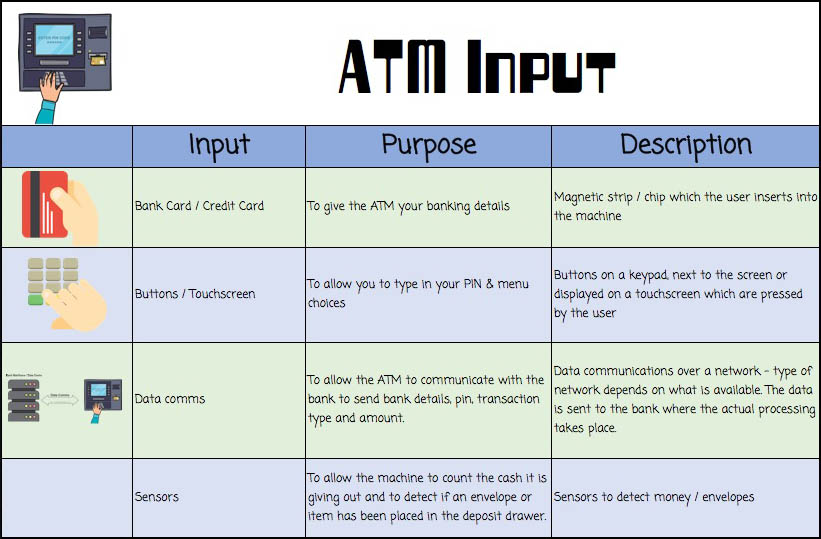 ATM Input
Input
Purpose
Description
Bank Card / Credit Card
To give the ATM your banking details
Magnetic strip / chip which the user inserts into
the machine
Buttons / Touchscreen
To allow you to type in your PIN & menu
choices
Buttons on a keypad, next to the screen or
displayed on a touchscreen which are pressed
by the user
Data Comms
Data comms
To allow the ATM to communicate with the
bank to send bank details, pin, transaction
type and amount.
Data communications over a network - type of
network depends on what is available. The data
is sent to the bank where the actual processing
takes place.
Sensors
To allow the machine to count the cash it is
giving out and to detect if an envelope or
item has been placed in the deposit drawer.
Sensors to detect money / envelopes